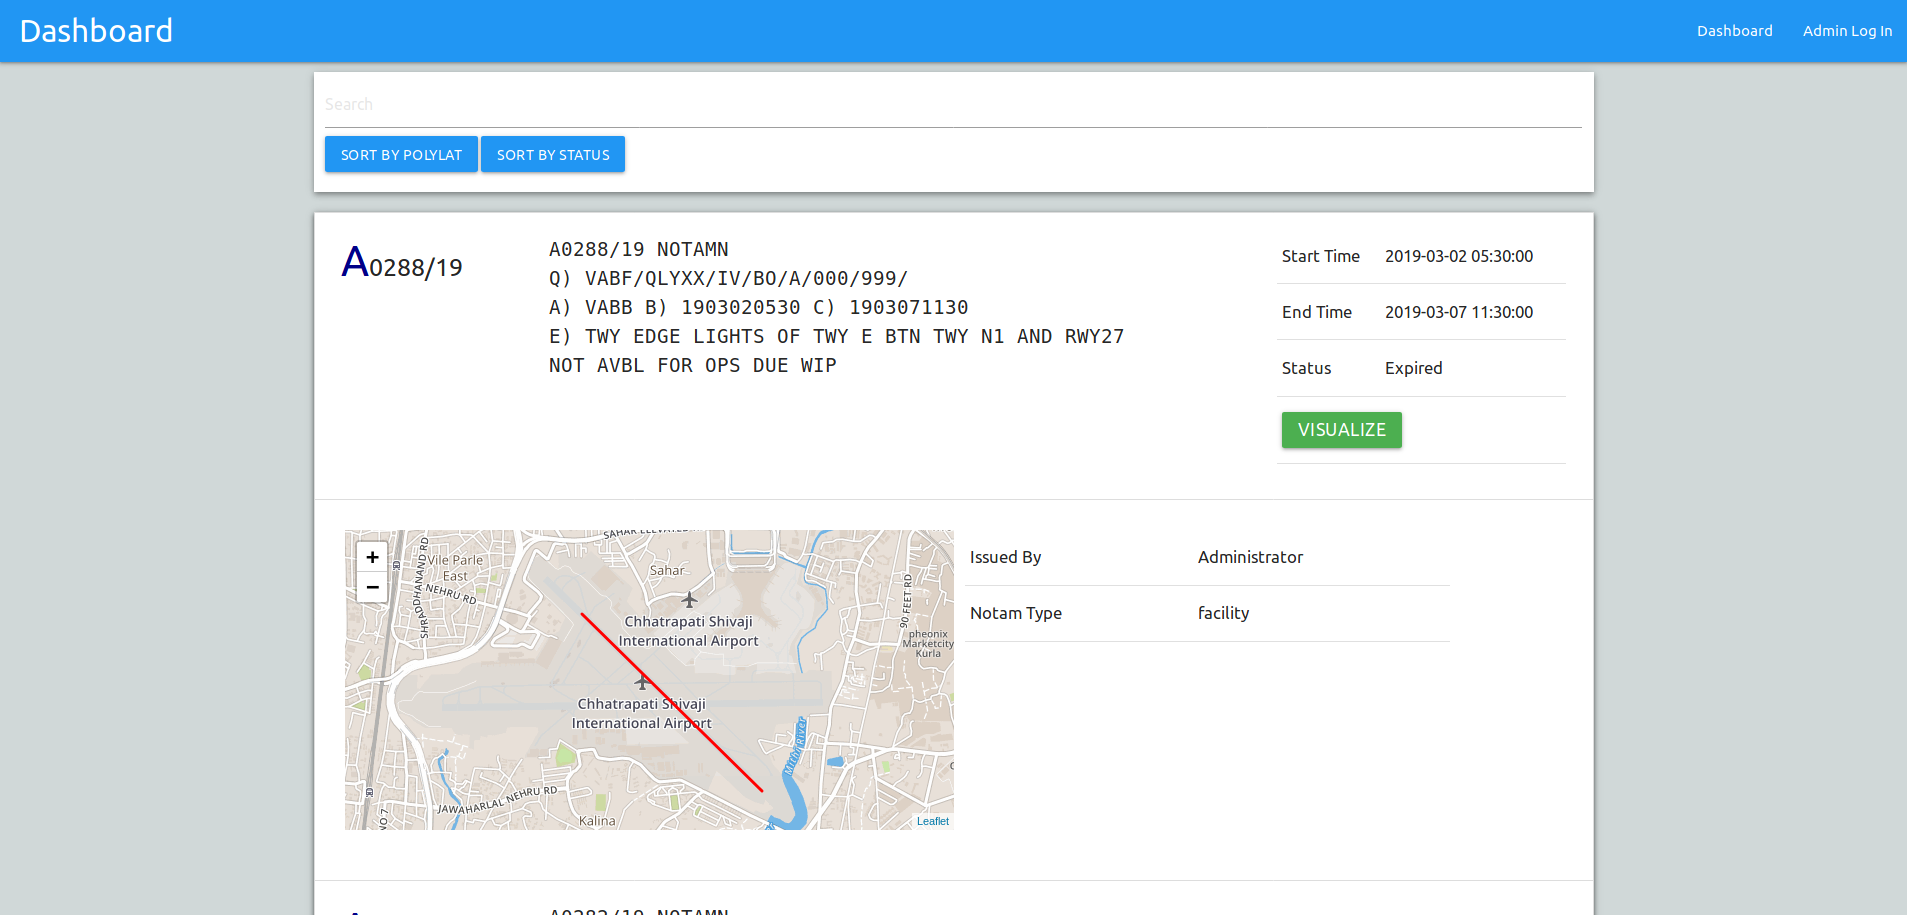 Dashboard
Dashboard
Admin Log In
Search
SORT BY POLYLAT
SORT BY STATUS
A0288/19
A0288/19 NOTAMN
Q) VABF/QLYXX/IV/BO/A/000/999/
A) VABB B) 1903020530 C) 1903071130
E) TWY EDGE LIGHTS OF TWY E BTN TWY N1 AND RWY27
NOT AVBL FOR OPS DUE WIP
Start Time 2019-03-02 05:30:00
End Time 2019-03-07 11:30:00
Status Expired
VISUALIZE
+
−
SHRADDHANAND RD
Vile Parle
East
NEHRU RD
Sahar
Chhatrapati Shivaji
International Airport
Chhatrapati Shivaji
International Airport
90 FEET RD
pheonix
Marketcity
Kurla
Mithi River
JAWAHARLAL NEHRU RD
Kalina
NO 7
Leaflet
Issued By Administrator
Notam Type facility
A0282/19 NOTAMN